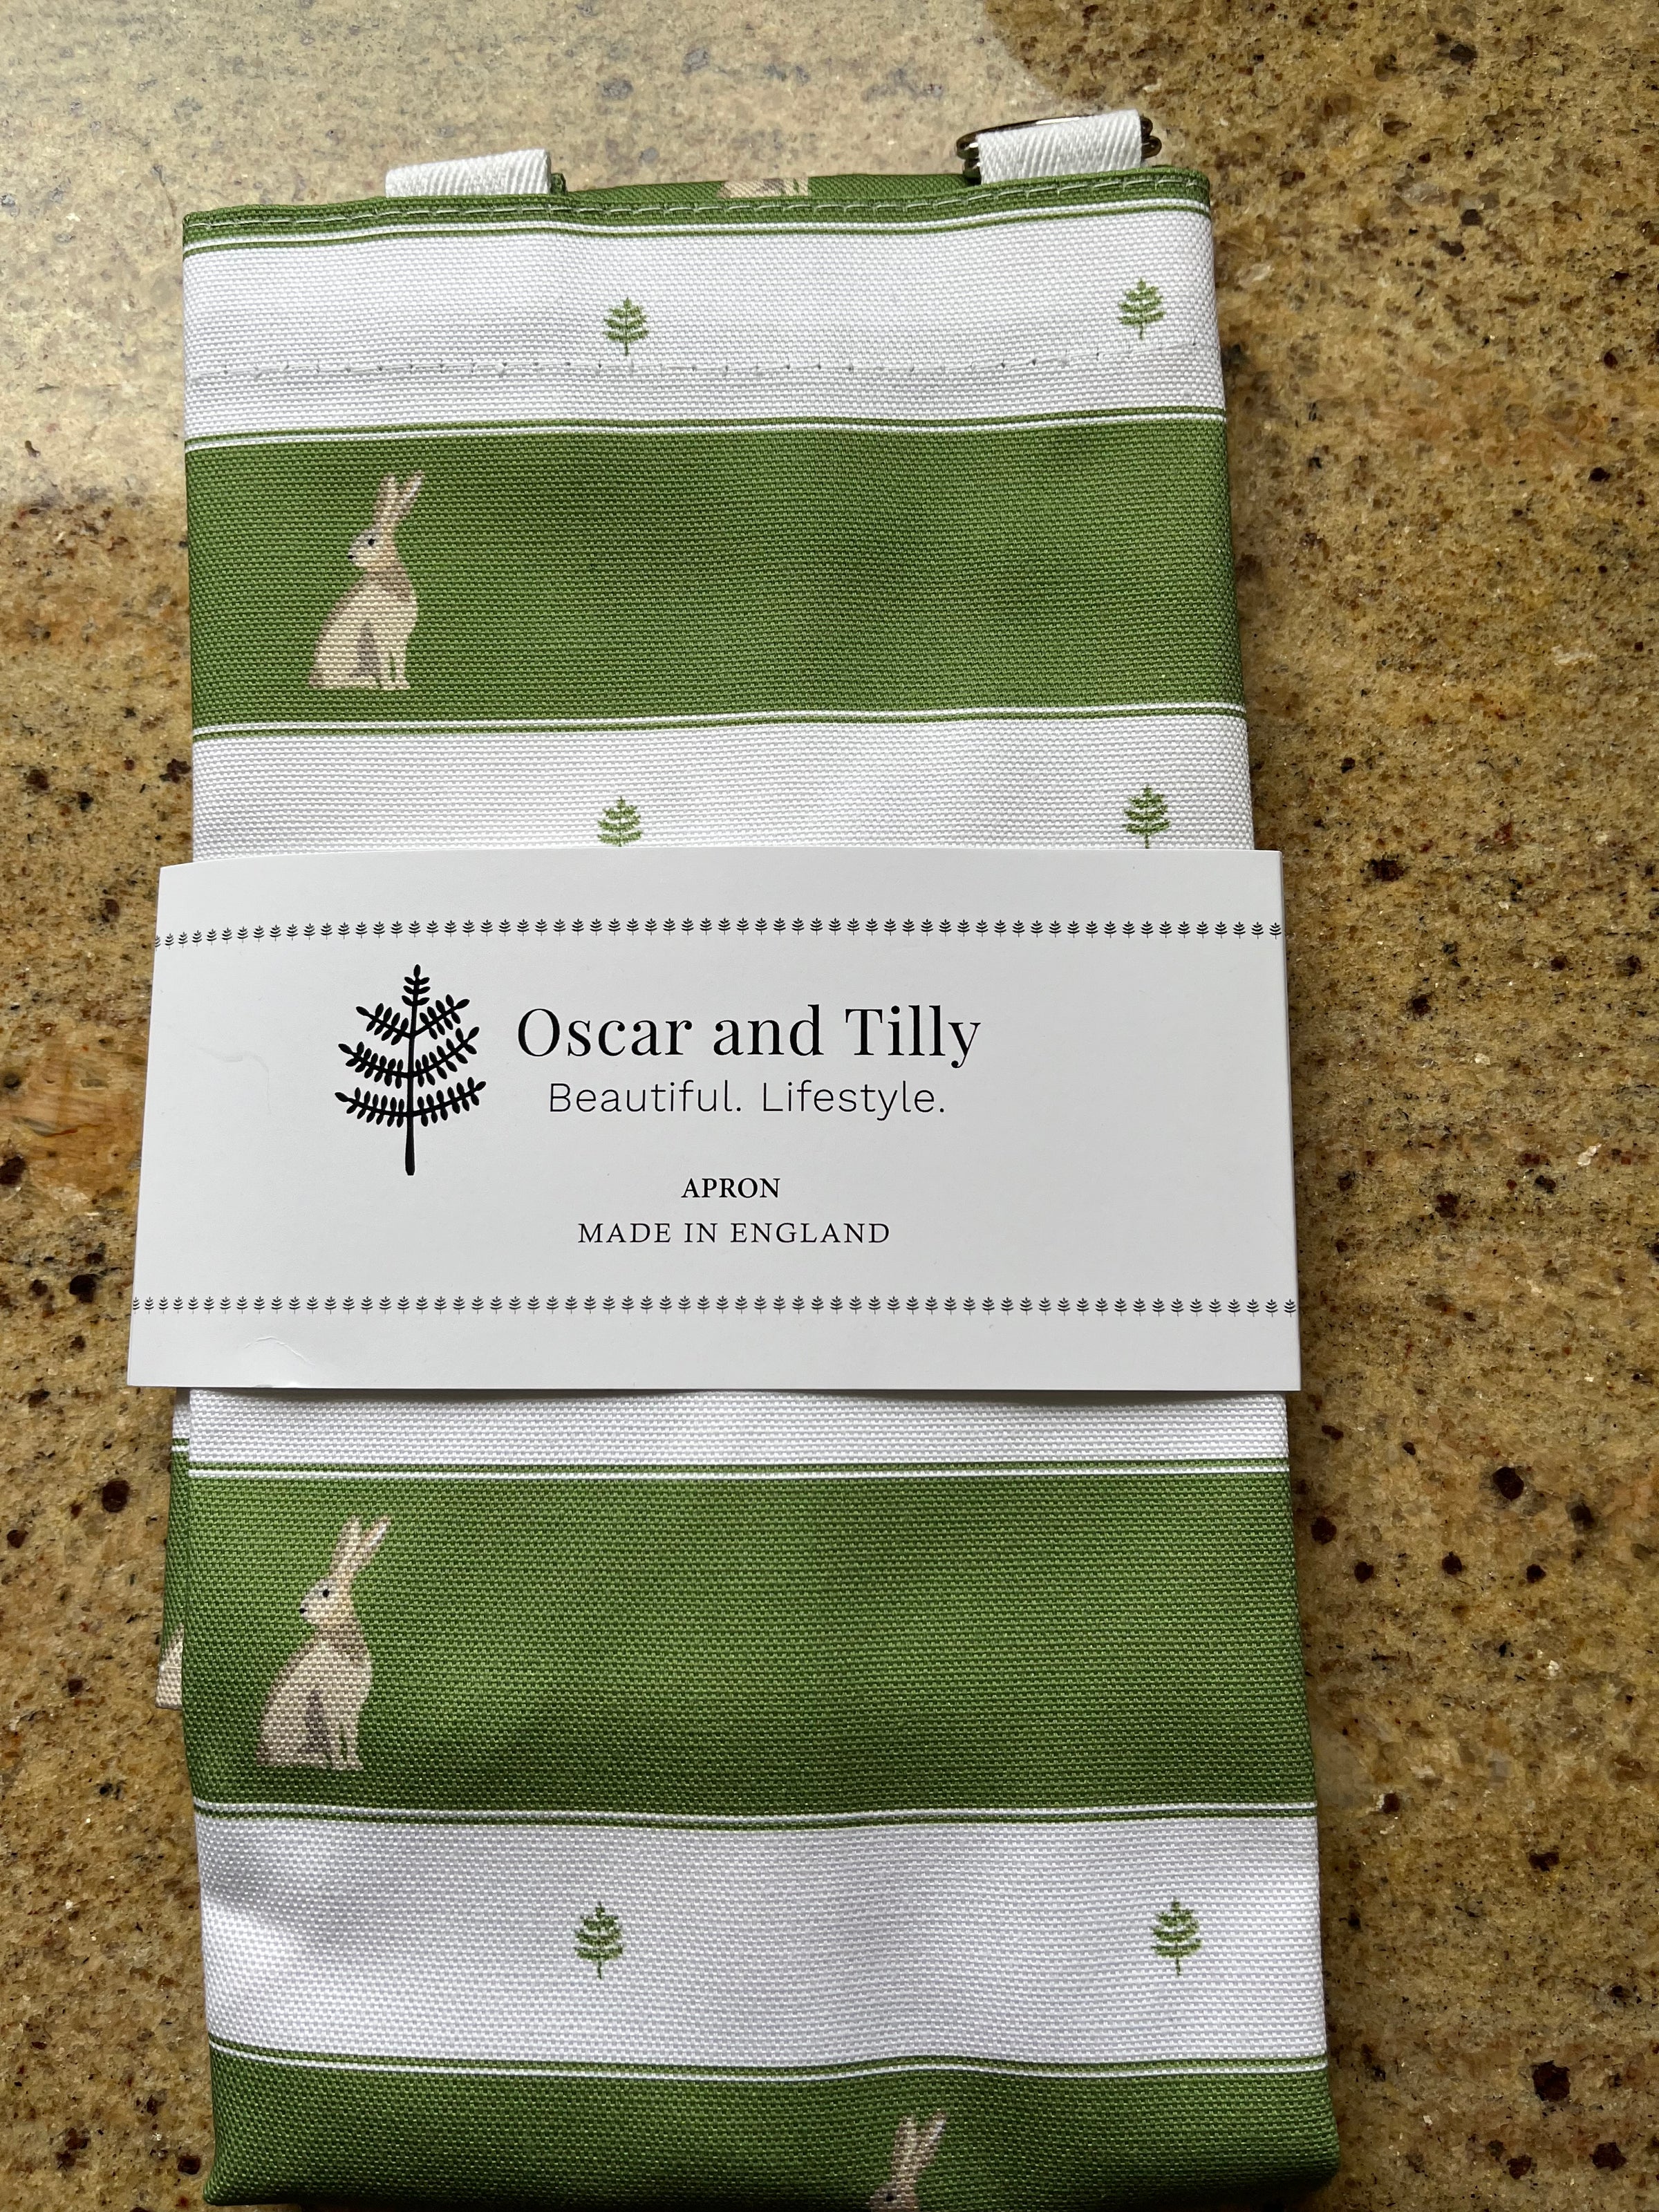 Oscar and Tilly
Beautiful. Lifestyle.
APRON
MADE IN ENGLAND